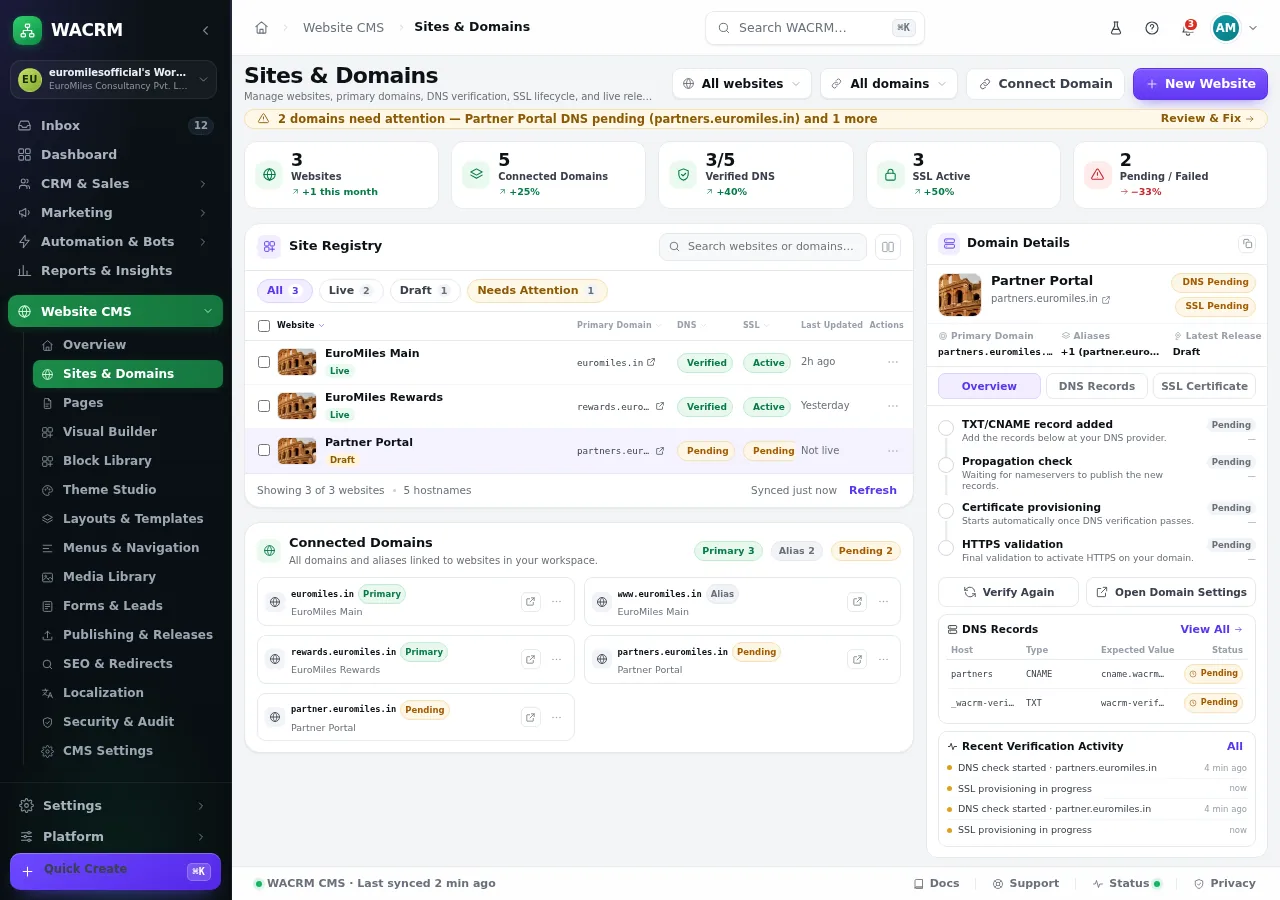 WACRM
EU
euromilesofficial's Wor...
EuroMiles Consultancy Pvt. L...
Inbox
12
Dashboard
CRM & Sales
Marketing
Automation & Bots
Reports & Insights
Website CMS
Overview
Sites & Domains
Pages
Visual Builder
Block Library
Theme Studio
Layouts & Templates
Menus & Navigation
Media Library
Forms & Leads
Publishing & Releases
SEO & Redirects
Localization
Security & Audit
CMS Settings
Settings
Platform
Quick Create
⌘K
Website CMS
Sites & Domains
Search WACRM...
⌘K
3
AM
Sites & Domains
Manage websites, primary domains, DNS verification, SSL lifecycle, and live rele...
All websites
All domains
Connect Domain
New Website
2 domains need attention — Partner Portal DNS pending (partners.euromiles.in) and 1 more
Review & Fix →
3
Websites
↗ +1 this month
5
Connected Domains
↗ +25%
3/5
Verified DNS
↗ +40%
3
SSL Active
↗ +50%
2
Pending / Failed
→ −33%
Site Registry
Search websites or domains...
All 3
Live 2
Draft 1
Needs Attention 1
Website
Primary Domain
DNS
SSL
Last Updated
Actions
EuroMiles Main
Live
euromiles.in
Verified
Active
2h ago
EuroMiles Rewards
Live
rewards.euro...
Verified
Active
Yesterday
Partner Portal
Draft
partners.eur...
Pending
Pending
Not live
Showing 3 of 3 websites • 5 hostnames
Synced just now
Refresh
Connected Domains
All domains and aliases linked to websites in your workspace.
Primary 3
Alias 2
Pending 2
euromiles.in Primary
EuroMiles Main
www.euromiles.in Alias
EuroMiles Main
rewards.euromiles.in Primary
EuroMiles Rewards
partners.euromiles.in Pending
Partner Portal
partner.euromiles.in Pending
Partner Portal
Domain Details
Partner Portal
partners.euromiles.in
DNS Pending
SSL Pending
Primary Domain
partners.euromiles...
Aliases
+1 (partner.euro...
Latest Release
Draft
Overview
DNS Records
SSL Certificate
TXT/CNAME record added
Pending
Add the records below at your DNS provider.
—
Propagation check
Pending
Waiting for nameservers to publish the new
records.
—
Certificate provisioning
Pending
Starts automatically once DNS verification passes.
—
HTTPS validation
Pending
Final validation to activate HTTPS on your domain.
—
Verify Again
Open Domain Settings
DNS Records
View All →
Host
Type
Expected Value
Status
partners
CNAME
cname.wacrm...
Pending
_wacrm-veri...
TXT
wacrm-verif...
Pending
Recent Verification Activity
All
DNS check started · partners.euromiles.in
4 min ago
SSL provisioning in progress
now
DNS check started · partner.euromiles.in
4 min ago
SSL provisioning in progress
now
WACRM CMS · Last synced 2 min ago
Docs
Support
Status
Privacy